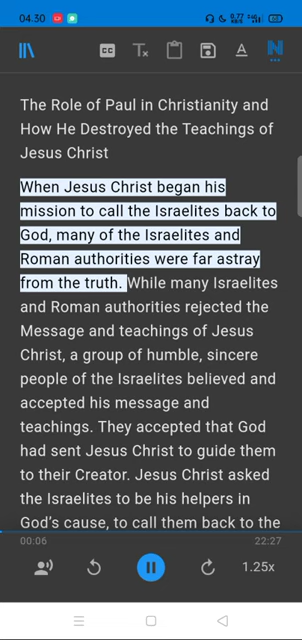 04.30
0.77
KB/s
CC
Tx
A
N
The Role of Paul in Christianity and
How He Destroyed the Teachings of
Jesus Christ
When Jesus Christ began his
mission to call the Israelites back to
God, many of the Israelites and
Roman authorities were far astray
from the truth. While many Israelites
and Roman authorities rejected the
Message and teachings of Jesus
Christ, a group of humble, sincere
people of the Israelites believed and
accepted his message and
teachings. They accepted that God
had sent Jesus Christ to guide them
to their Creator. Jesus Christ asked
the Israelites to be his helpers in
God's cause, to call them back to the
00:06 22:27
1.25x